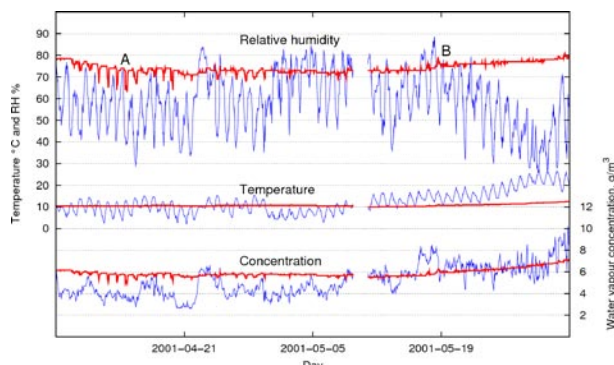 90
80
70
60
50
40
30
20
10
0
Temperature °C and RH %
A
Relative humidity
B
Temperature
Concentration
12
10
8
6
4
2
Water vapour concentration, g/m³
2001-04-21
2001-05-05
2001-05-19